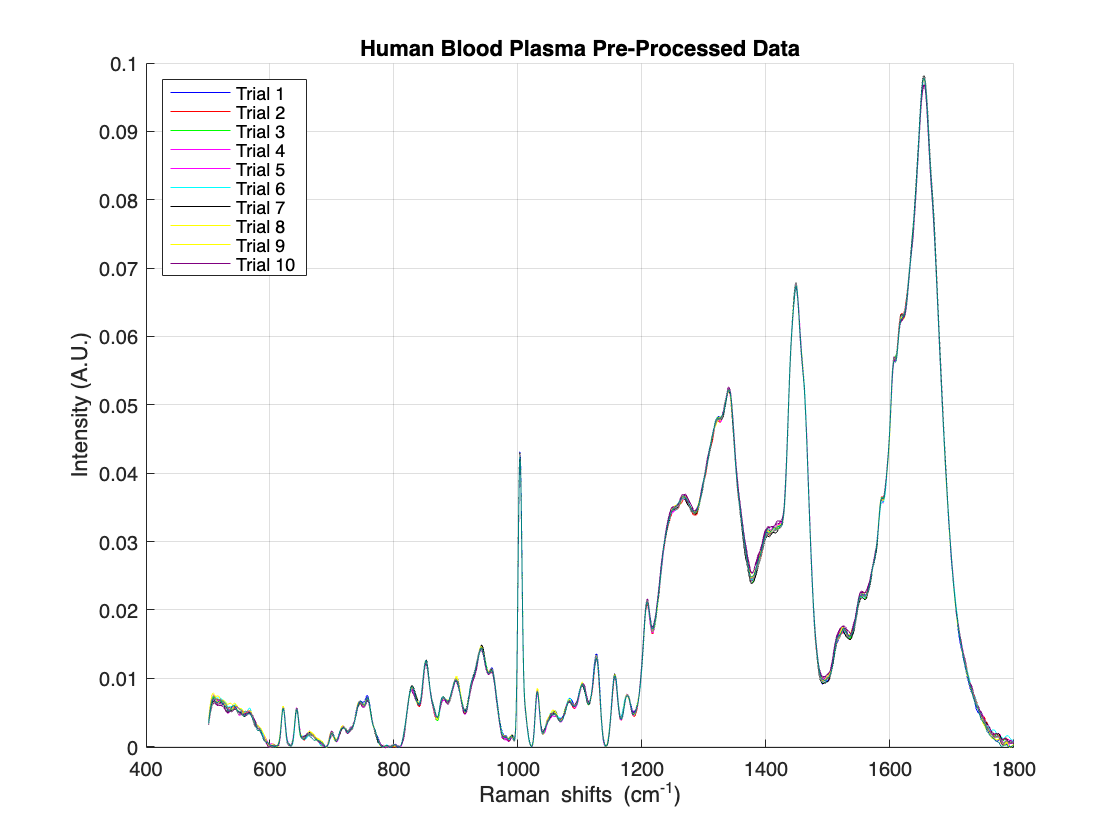 Human Blood Plasma Pre-Processed Data
0.1
0.09
0.08
0.07
0.06
0.05
0.04
0.03
0.02
0.01
0
Intensity (A.U.)
Trial 1
Trial 2
Trial 3
Trial 4
Trial 5
Trial 6
Trial 7
Trial 8
Trial 9
Trial 10
400 600 800 1000 1200 1400 1600 1800
Raman shifts (cm⁻¹)